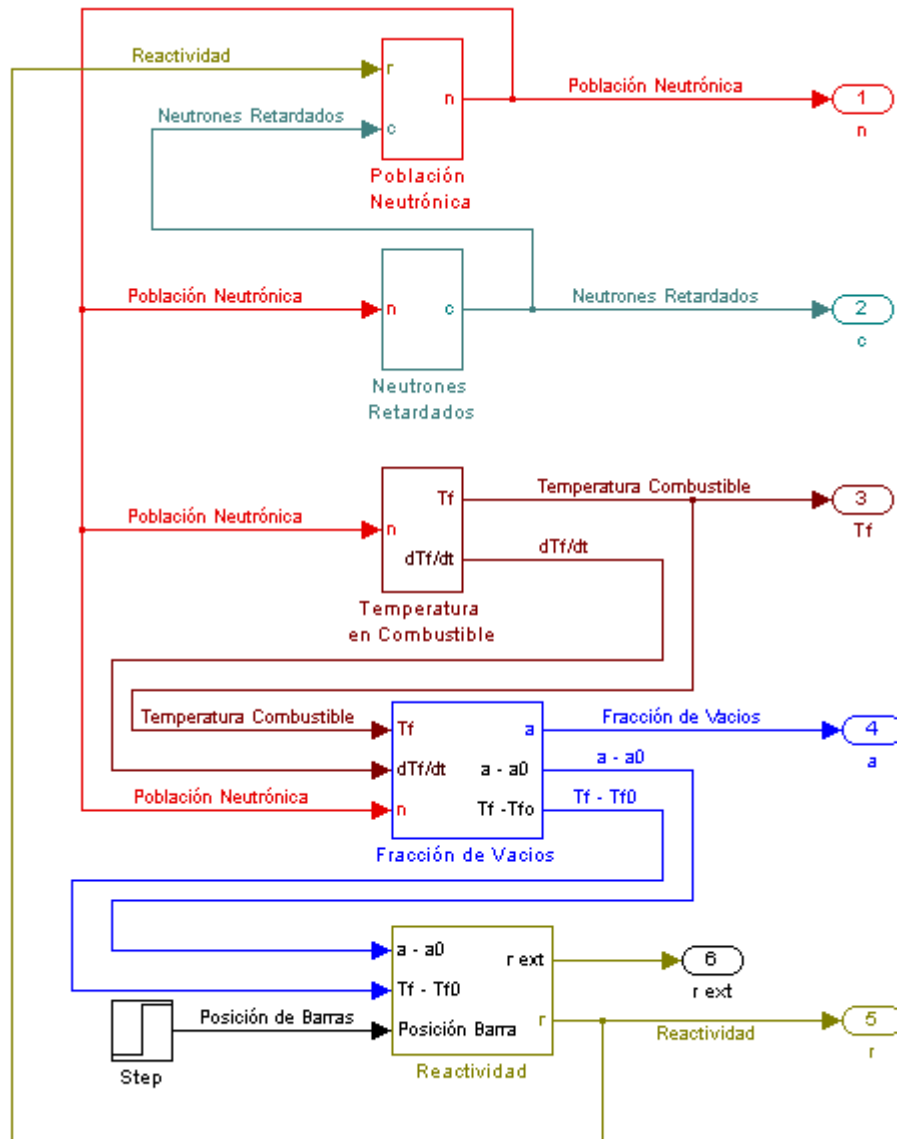 Reactividad
r
n
Población Neutrónica
1
n
Neutrones Retardados
c
Población
Neutrónica
Población Neutrónica
n
c
Neutrones Retardados
2
c
Neutrones
Retardados
Tf
Temperatura Combustible
3
Tf
Población Neutrónica
n
dTf/dt
dTf/dt
Temperatura
en Combustible
Temperatura Combustible
Tf
a
Fracción de Vacios
4
a
dTf/dt
a - a0
a - a0
Población Neutrónica
n
Tf -Tfo
Tf - Tf0
Fracción de Vacios
a - a0
r ext
6
r ext
Tf - Tf0
Posición de Barras
Posición Barra
r
Reactividad
5
r
Step
Reactividad